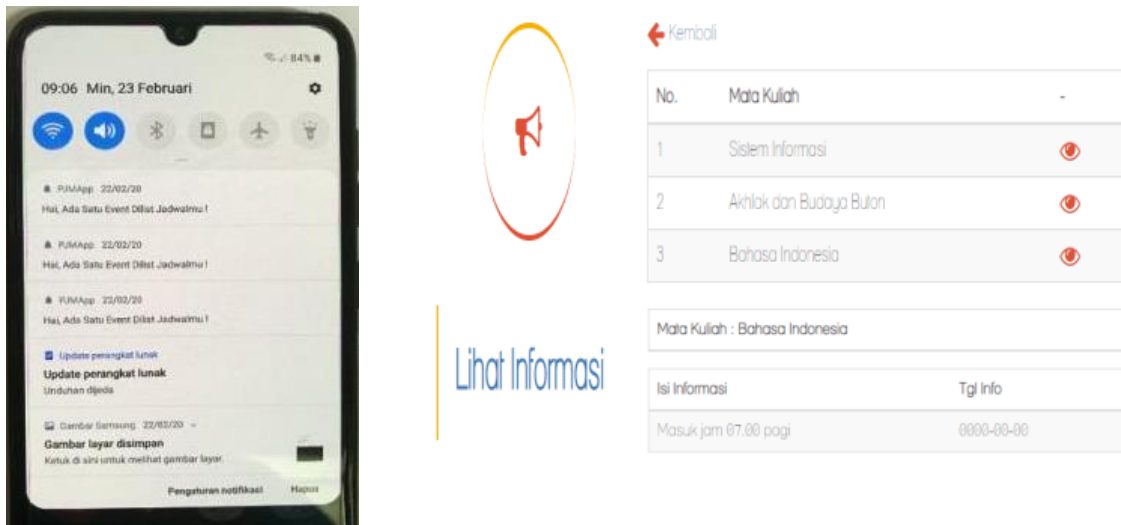 84%
09:06 Min, 23 Februari
PJMApp 22/02/20
Hai, Ada Satu Event Dilist Jadwalmu !
PJMApp 22/02/20
Hai, Ada Satu Event Dilist Jadwalmu !
PJMApp 22/02/20
Hai, Ada Satu Event Dilist Jadwalmu !
Update perangkat lunak
Update perangkat lunak
Unduhan dijeda
Gambar Samsung 22/02/20
Gambar layar disimpan
Ketuk di sini untuk melihat gambar layar.
Pengaturan notifikasi Hapus
Lihat Informasi
Kembali
No. Mata Kuliah -
1 Sistem Informasi
2 Akhlak dan Budaya Buton
3 Bahasa Indonesia
Mata Kuliah : Bahasa Indonesia
Isi Informasi Tgl Info
Masuk jam 07.00 pagi 0000-00-00